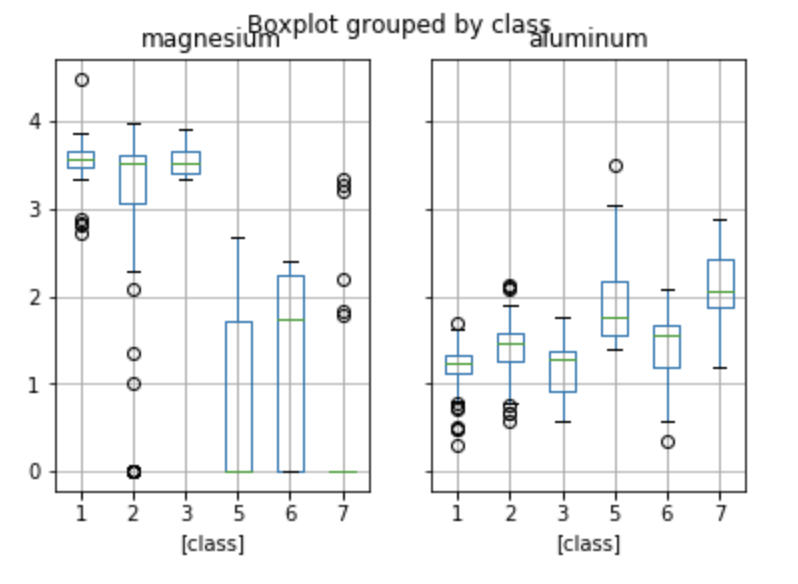 Boxplot grouped by class
magnesium
aluminum
4
3
2
1
0
1 2 3 5 6 7
1 2 3 5 6 7
[class]
[class]